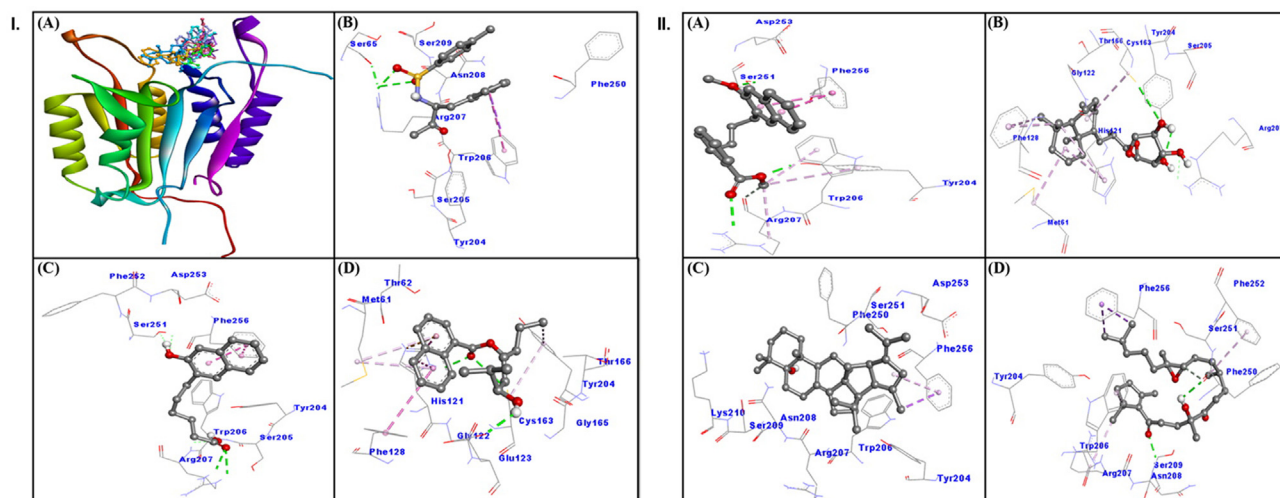 I.
(A)
(B)
Ser65
Ser209
Asn208
Phe250
Arg207
Trp206
Ser205
Tyr204
(C)
Phe252
Asp253
Ser251
Phe256
Tyr204
Trp206
Ser205
Arg207
(D)
Thr62
Met61
Thr166
Tyr204
His121
Cys163
Gly165
Gly122
Phe128
Glu123
II.
(A)
Asp253
Ser251
Phe256
Tyr204
Trp206
Arg207
(B)
Tyr204
Thr166
Cys163
Ser205
Gly122
Phe128
His121
Met61
(C)
Asp253
Ser251
Phe250
Phe256
Lys210
Asn208
Ser209
Arg207
Trp206
Tyr204
(D)
Phe256
Phe252
Ser251
Tyr204
Phe250
Trp206
Arg207
Ser209
Asn208